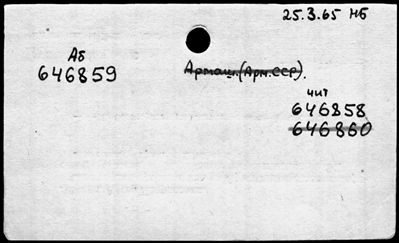 25.3.65 НБ
Аб
646859
Армаш. (Арм.ССР).
чит
646858
646860